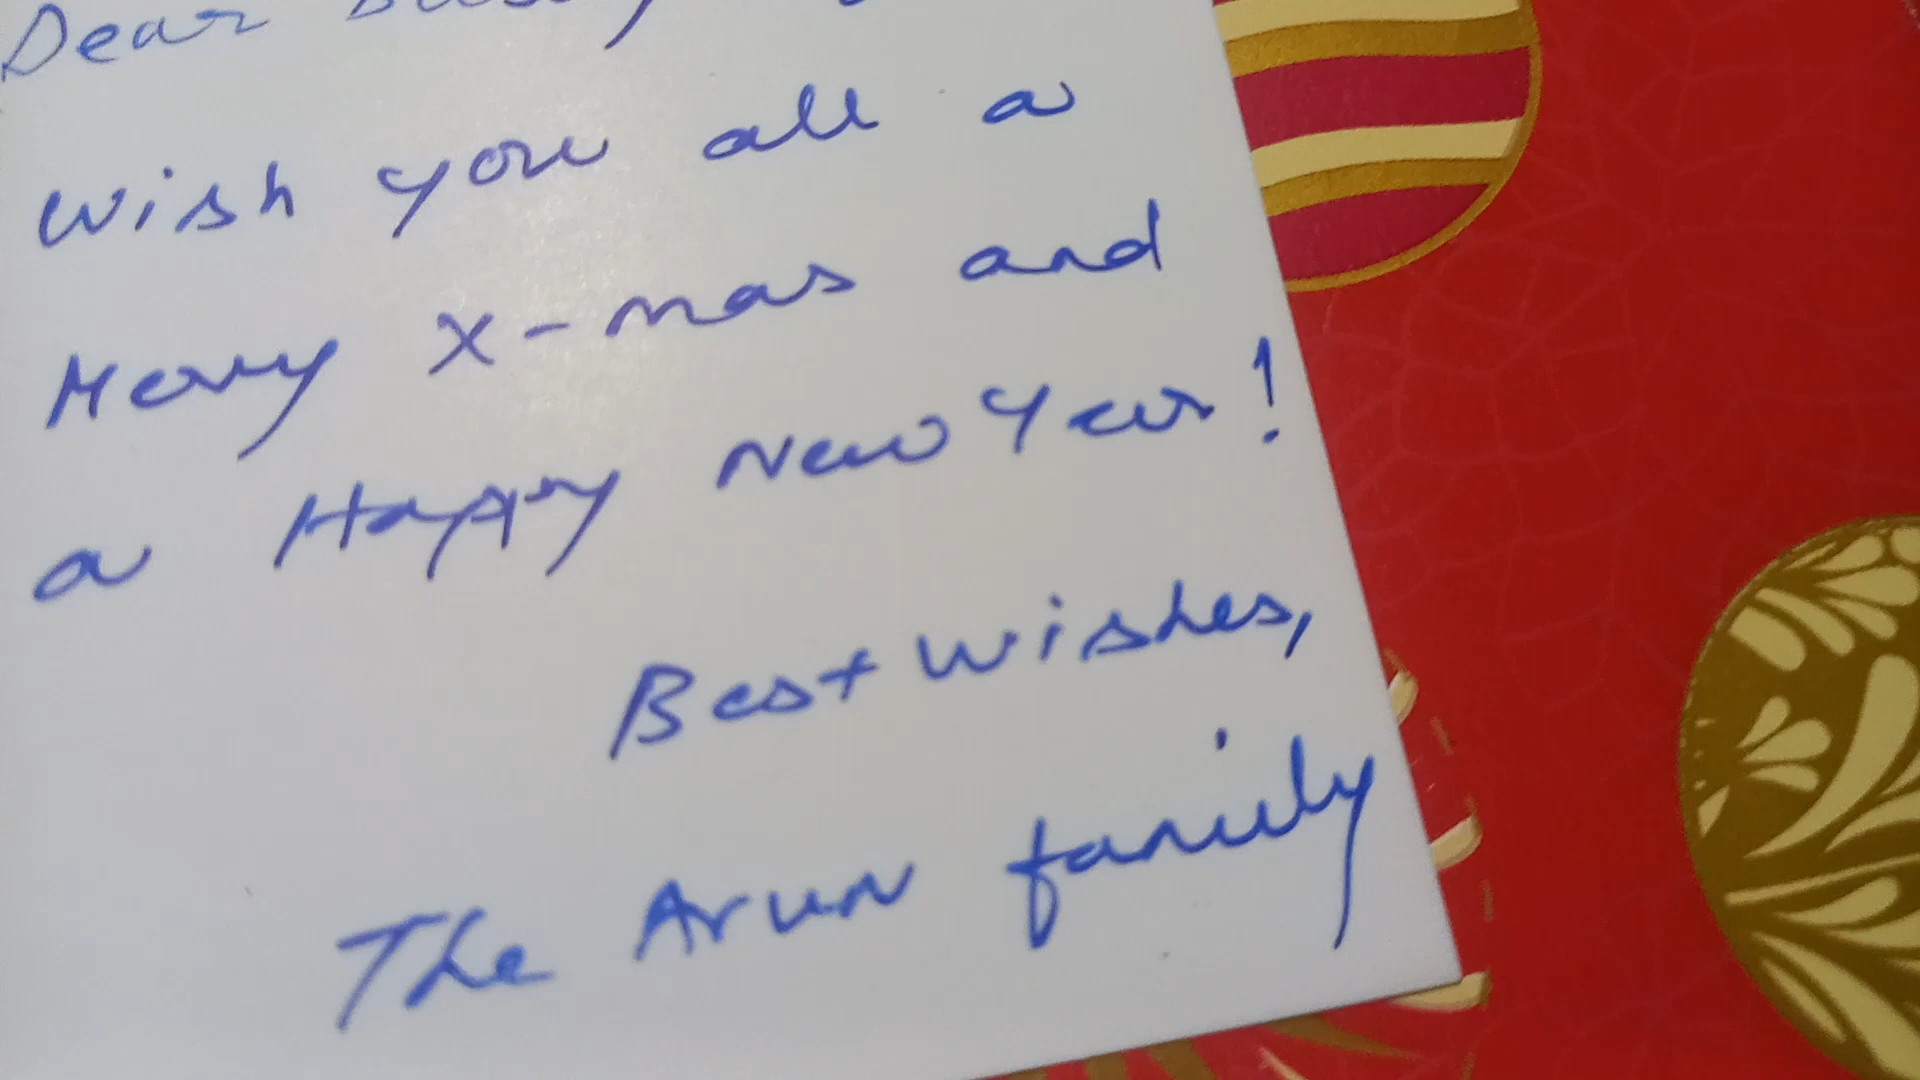 Dear
Wish you all a
Merry X-mas and
a Happy New Year!
Best Wishes,
The Arun family